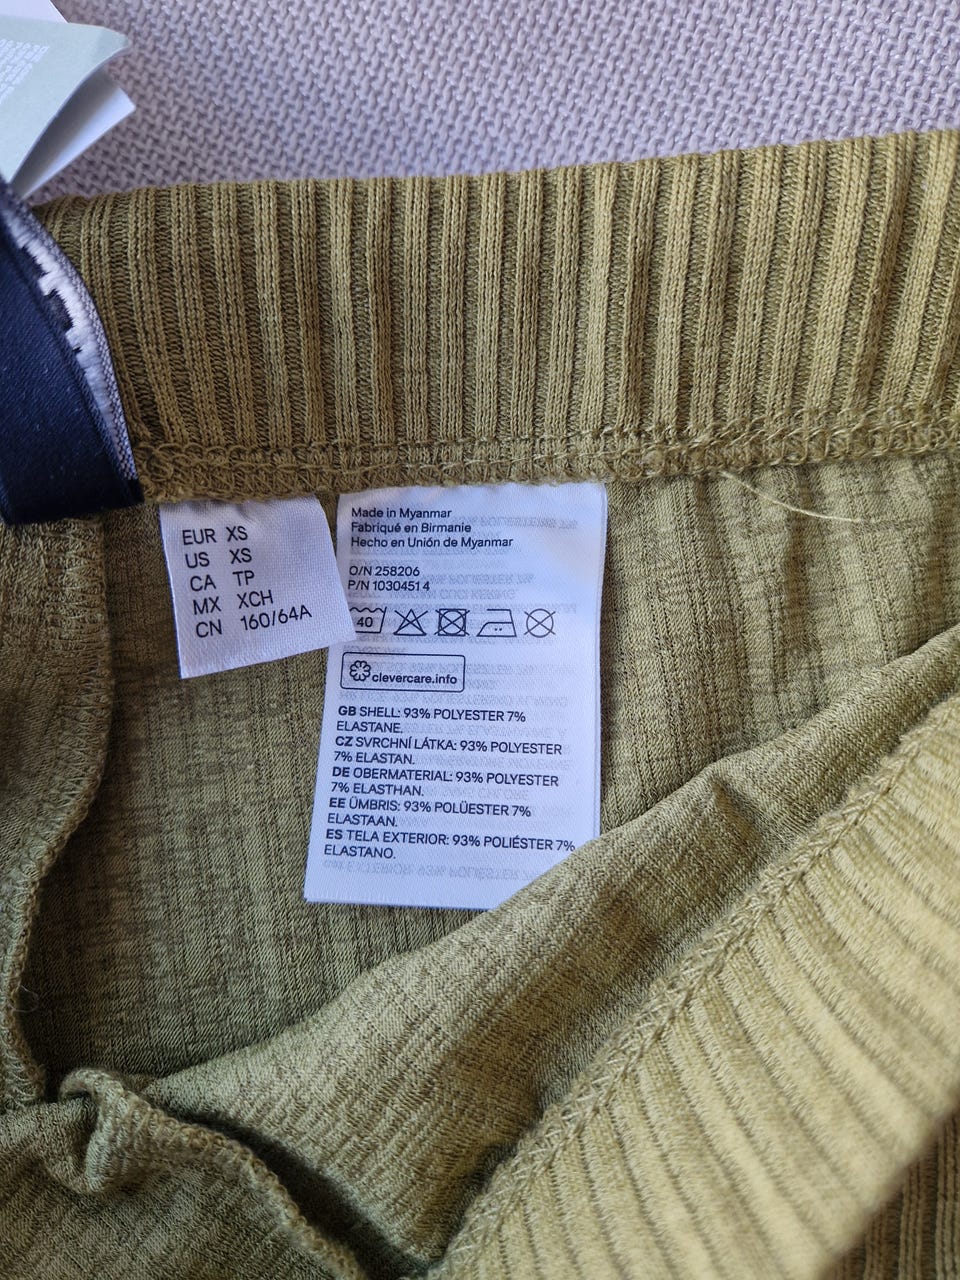 EUR XS
US XS
CA TP
MX XCH
CN 160/64A
Made in Myanmar
Fabriqué en Birmanie
Hecho en Unión de Myanmar
O/N 258206
P/N 1030451 4
40
clevercare.info
GB SHELL: 93% POLYESTER 7%
ELASTANE.
CZ SVRCHNÍ LÁTKA: 93% POLYESTER
7% ELASTAN.
DE OBERMATERIAL: 93% POLYESTER
7% ELASTHAN.
EE ÜMBRIS: 93% POLÜESTER 7%
ELASTAAN.
ES TELA EXTERIOR: 93% POLIÉSTER 7%
ELASTANO.